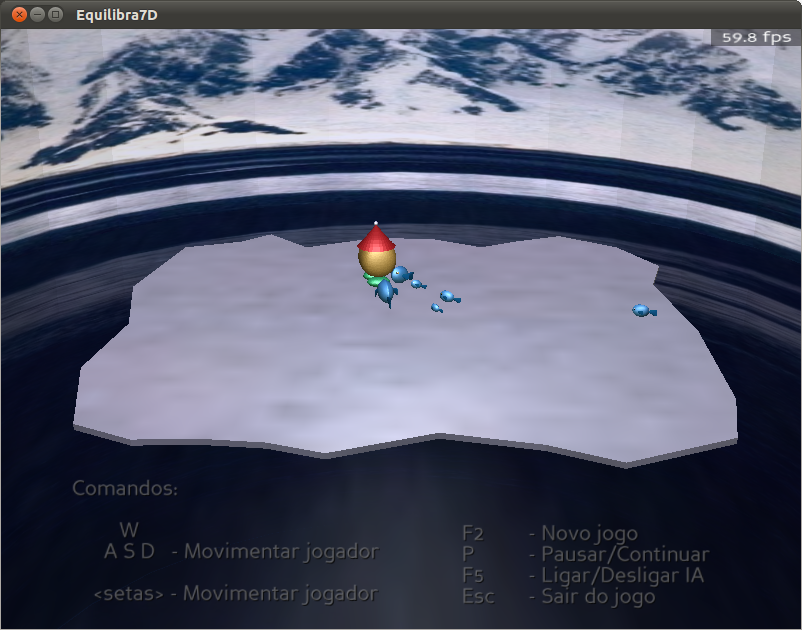 Equilibra7D
59.8 fps
Comandos:
W
A S D - Movimentar jogador
<setas> - Movimentar jogador
F2 - Novo jogo
P - Pausar/Continuar
F5 - Ligar/Desligar IA
Esc - Sair do jogo